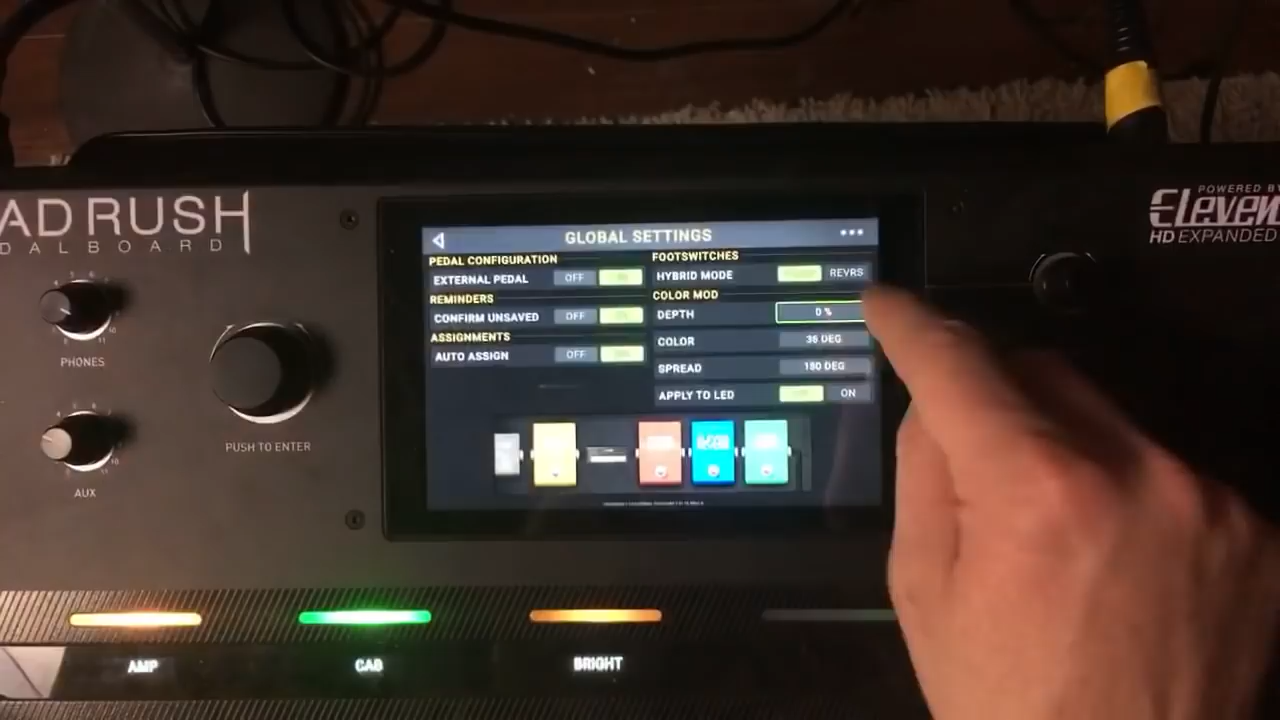 ADRUSH
DALBOARD
POWERED BY
ELEVEN
HD EXPANDED
GLOBAL SETTINGS
PEDAL CONFIGURATION
EXTERNAL PEDAL OFF
REMINDERS
CONFIRM UNSAVED OFF
ASSIGNMENTS
AUTO ASSIGN OFF
FOOTSWITCHES
HYBRID MODE REVRS
COLOR MOD
DEPTH 0 %
COLOR 36 DEG
SPREAD 180 DEG
APPLY TO LED ON
PHONES
PUSH TO ENTER
AUX
AMP
CAB
BRIGHT